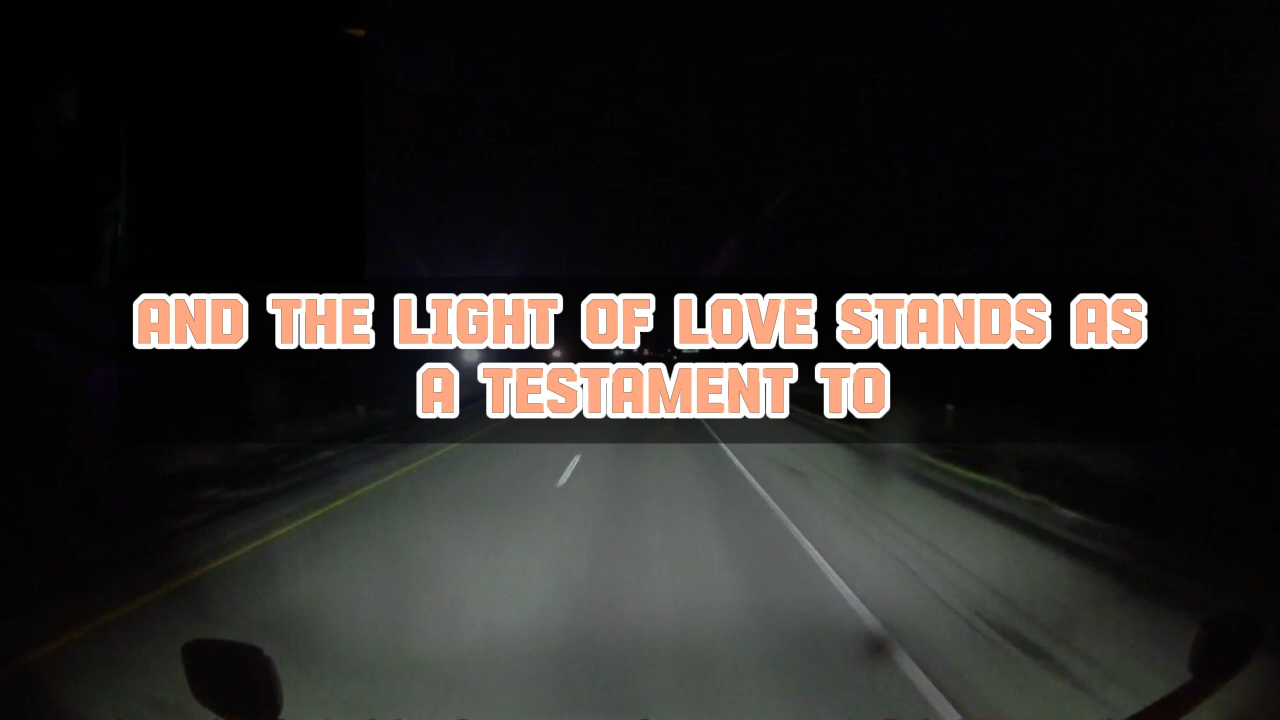 AND THE LIGHT OF LOVE STANDS AS
A TESTAMENT TO